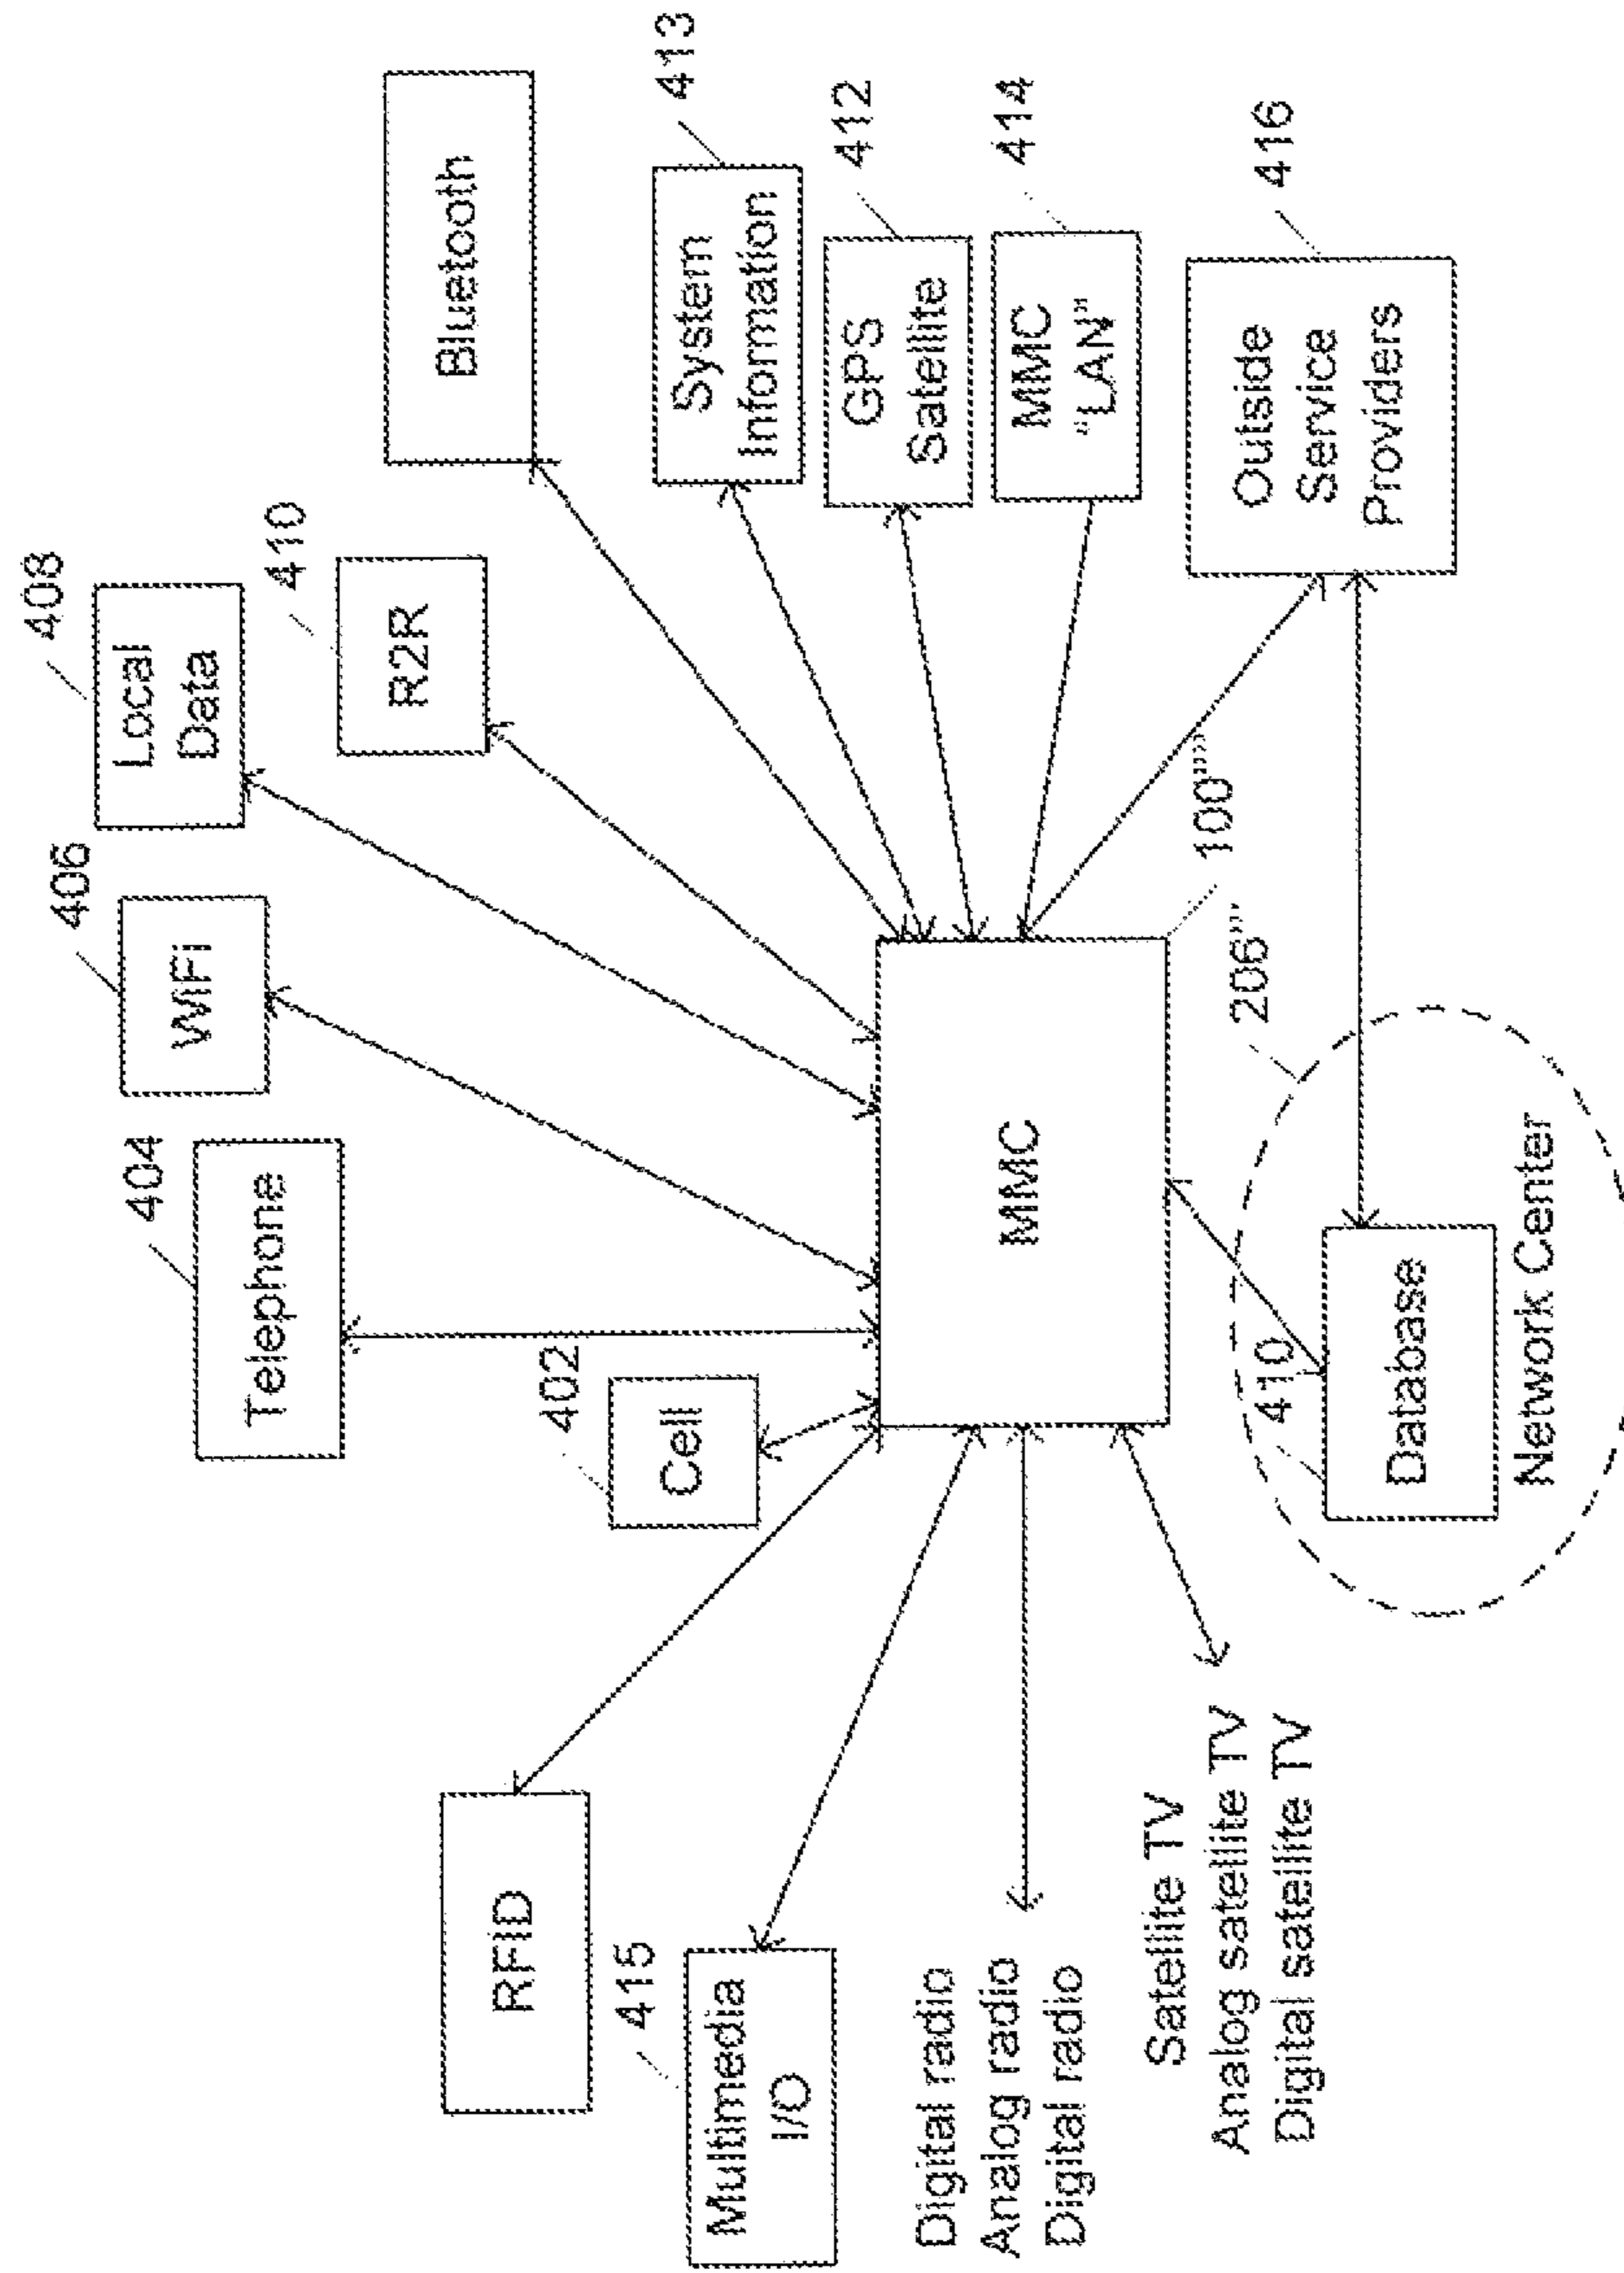 404
Telephone
406
WiFi
408
Local
Data
410
R2R
Bluetooth
402
Cell
RFID
413
System
Information
415
Multimedia
I/O
412
GPS
Satellite
MMC
414
MMC
"LAN"
Digital radio
Analog radio
Digital radio
100""'
206"'
416
Outside
Service
Providers
Satellite TV
Analog satellite TV
Digital satellite TV
410
Database
Network Center